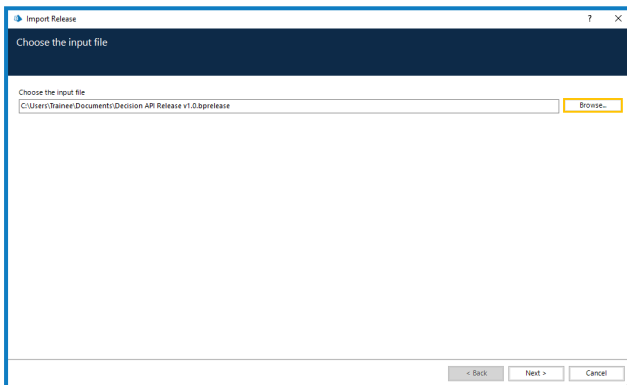 Import Release
?
Choose the input file
Choose the input file
C:\Users\Trainee\Documents\Decision API Release v1.0.bprelease
Browse...
< Back
Next >
Cancel